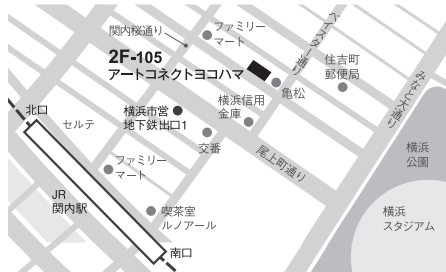 関内桜通り
ファミリー
マート
ベイスターズ通り
2F-105
アートコネクトヨコハマ
住吉町
郵便局
みなと大通り
亀松
横浜信用
金庫
北口
セルテ
横浜市営
地下鉄出口1
交番
尾上町通り
横浜
公園
ファミリー
マート
JR
関内駅
喫茶室
ルノアール
横浜
スタジアム
南口